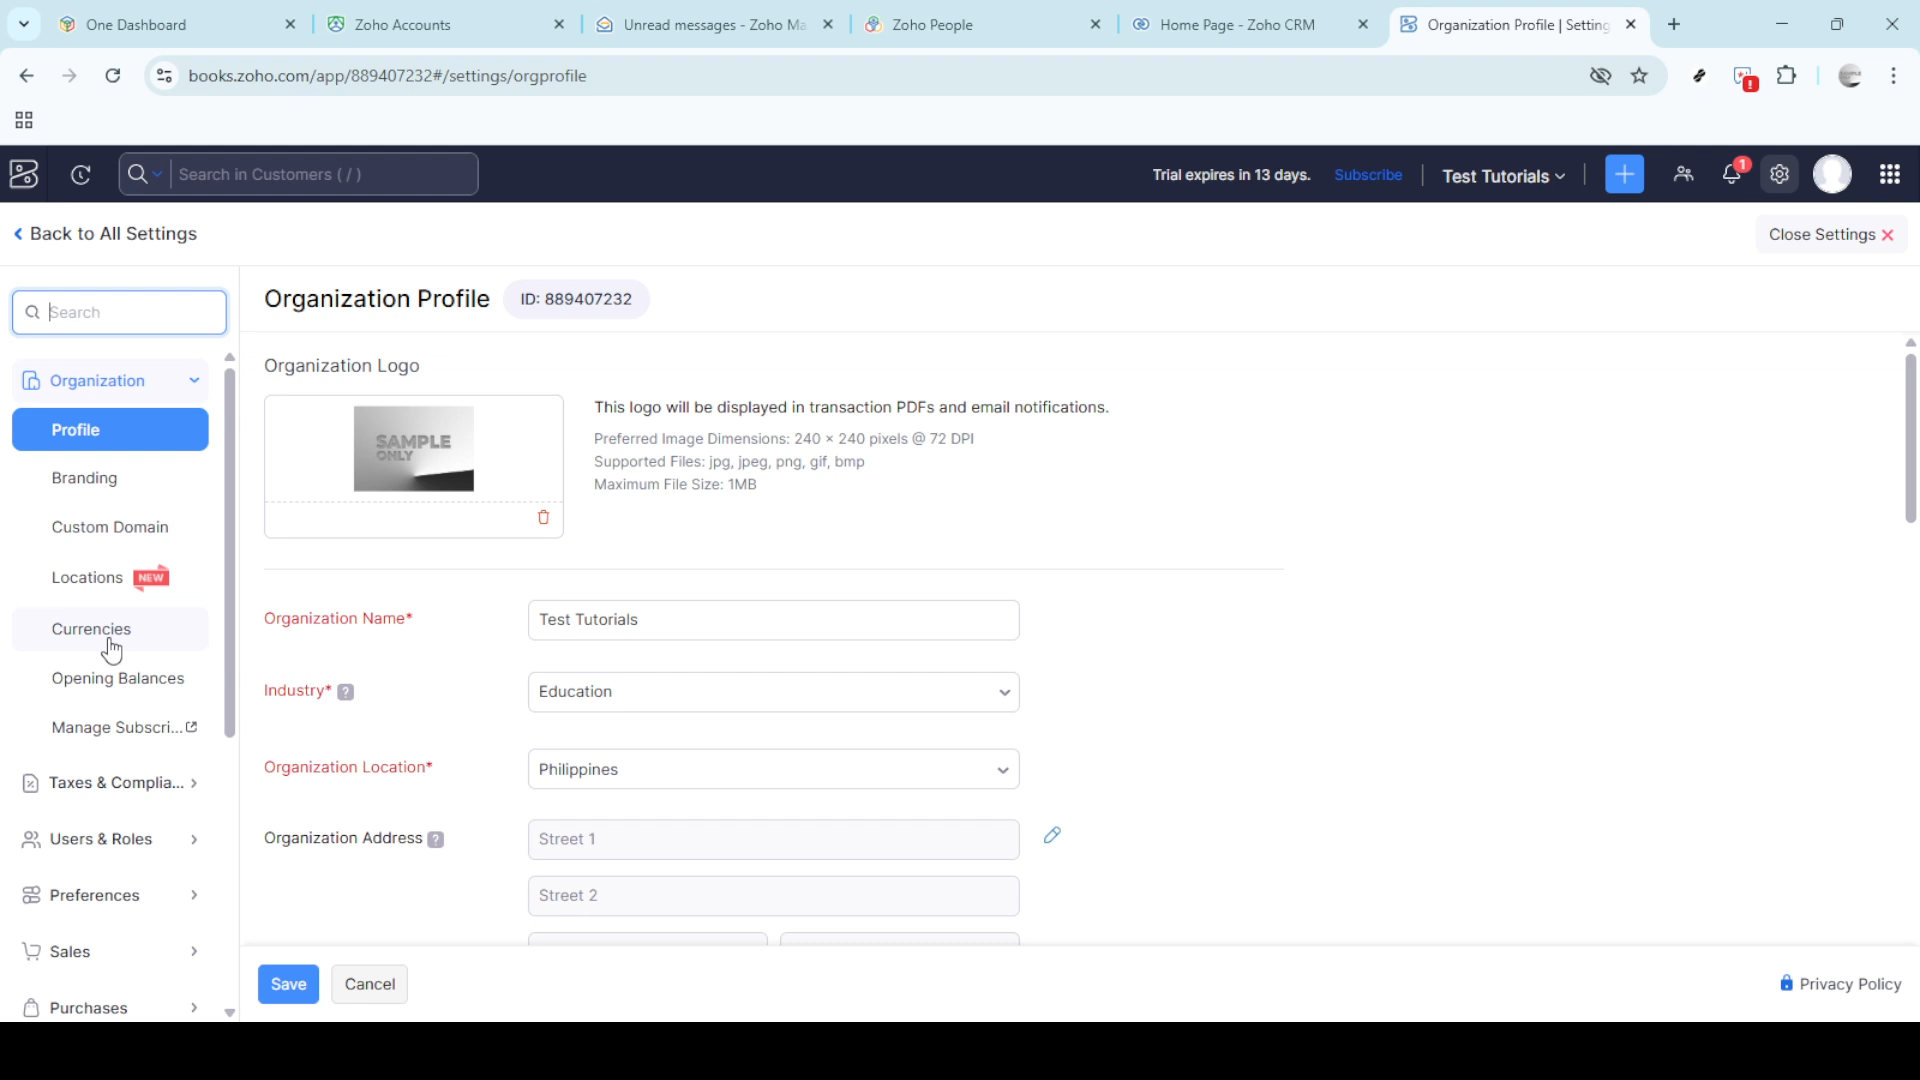 One Dashboard
Zoho Accounts
Unread messages - Zoho Ma
Zoho People
Home Page - Zoho CRM
Organization Profile | Setting
books.zoho.com/app/889407232#/settings/orgprofile
Search in Customers ( / )
Trial expires in 13 days.
Subscribe
Test Tutorials
1
Back to All Settings
Close Settings
Search
Organization
Profile
Branding
Custom Domain
Locations NEW
Currencies
Opening Balances
Manage Subscri...
Taxes & Complia...
Users & Roles
Preferences
Sales
Purchases
Organization Profile ID: 889407232
Organization Logo
SAMPLE
ONLY
This logo will be displayed in transaction PDFs and email notifications.
Preferred Image Dimensions: 240 × 240 pixels @ 72 DPI
Supported Files: jpg, jpeg, png, gif, bmp
Maximum File Size: 1MB
Organization Name* Test Tutorials
Industry* ? Education
Organization Location* Philippines
Organization Address ? Street 1
Street 2
Save Cancel
Privacy Policy